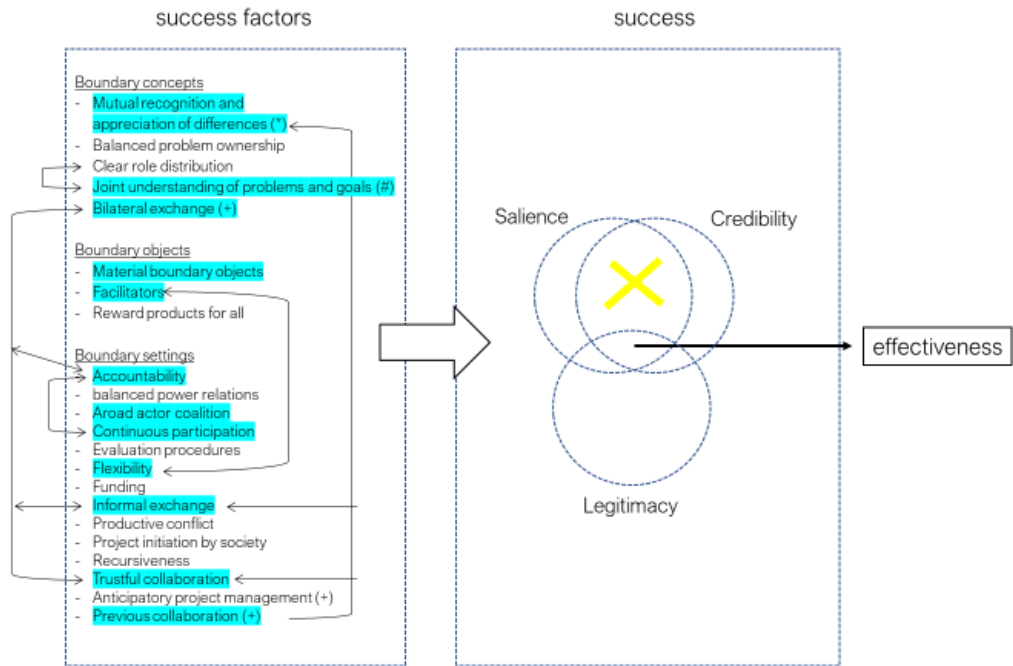 success factors
success
Boundary concepts
- Mutual recognition and
appreciation of differences (*)
- Balanced problem ownership
- Clear role distribution
- Joint understanding of problems and goals (#)
- Bilateral exchange (+)
Boundary objects
- Material boundary objects
- Facilitators
- Reward products for all
Boundary settings
- Accountability
- balanced power relations
- Aroad actor coalition
- Continuous participation
- Evaluation procedures
- Flexibility
- Funding
- Informal exchange
- Productive conflict
- Project initiation by society
- Recursiveness
- Trustful collaboration
- Anticipatory project management (+)
- Previous collaboration (+)
Salience
Credibility
Legitimacy
effectiveness